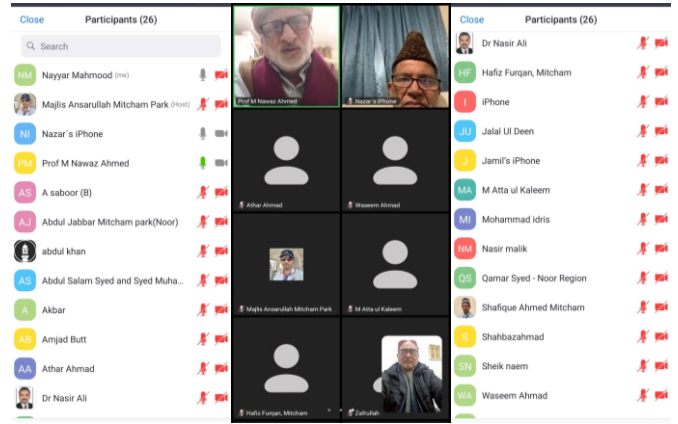 Close Participants (26)
Search
NM Nayyar Mahmood (me)
Majlis Ansarullah Mitcham Park (Host)
NI Nazar´s iPhone
PM Prof M Nawaz Ahmed
AS A saboor (B)
AJ Abdul Jabbar Mitcham park(Noor)
abdul khan
AS Abdul Salam Syed and Syed Muha...
A Akbar
AB Amjad Butt
AA Athar Ahmad
Dr Nasir Ali
Prof M Nawaz Ahmed
Nazar´s iPhone
Athar Ahmad
Waseem Ahmad
Majlis Ansarullah Mitcham Park
M Atta ul Kaleem
Hafiz Furqan, Mitcham
Zafrullah
Close Participants (26)
Dr Nasir Ali
HF Hafiz Furqan, Mitcham
I iPhone
JU Jalal Ul Deen
J Jamil's iPhone
MA M Atta ul Kaleem
MI Mohammad idris
NM Nasir malik
QS Qamar Syed - Noor Region
Shafique Ahmed Mitcham
S Shahbazahmad
SN Sheik naem
WA Waseem Ahmad